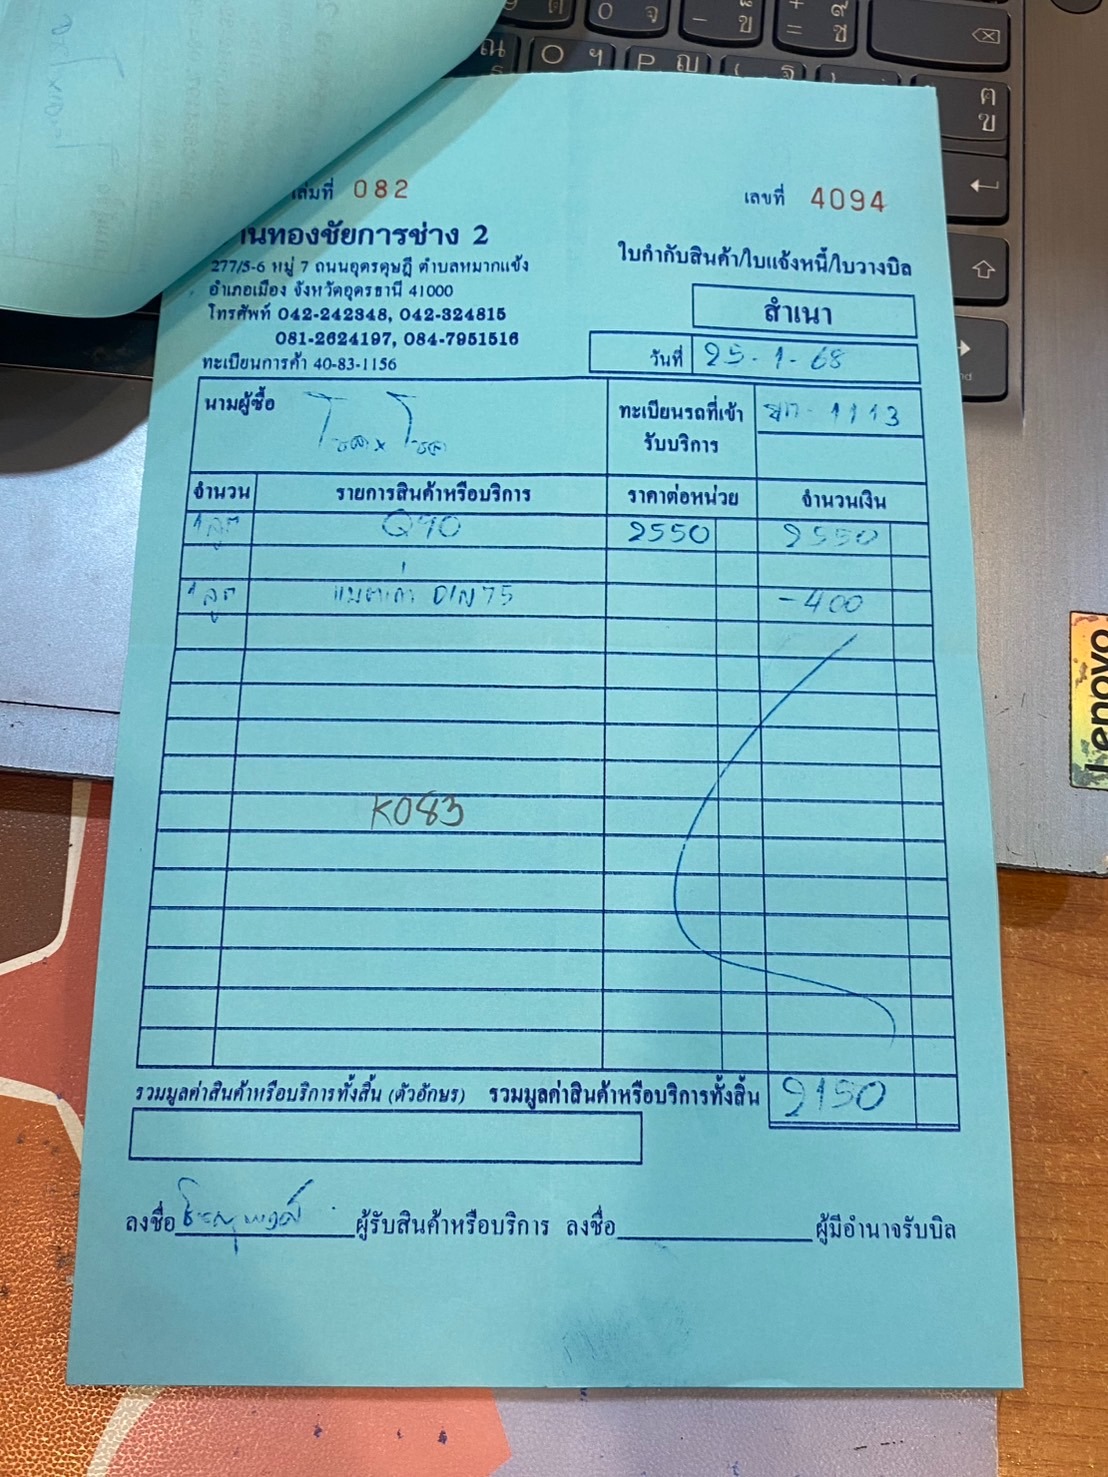 เล่มที่ 082
เลขที่ 4094
านทองชัยการช่าง 2
277/5-6 หมู่ 7 ถนนอุดรดุษฎี ตำบลหมากแข้ง
อำเภอเมือง จังหวัดอุดรธานี 41000
โทรศัพท์ 042-242348, 042-324815
081-2624197, 084-7951516
ทะเบียนการค้า 40-83-1156
ใบกำกับสินค้า/ใบแจ้งหนี้/ใบวางบิล
สำเนา
วันที่ 25-1-68
นามผู้ซื้อ
ทะเบียนรถที่เข้ารับบริการ 1113
จำนวน รายการสินค้าหรือบริการ ราคาต่อหน่วย จำนวนเงิน
1 ลูก Q90 2550 2550
1 ลูก แบตเก่า DIN75 -400
K083
รวมมูลค่าสินค้าหรือบริการทั้งสิ้น (ตัวอักษร) รวมมูลค่าสินค้าหรือบริการทั้งสิ้น 2150
ลงชื่อ ผู้รับสินค้าหรือบริการ ลงชื่อ ผู้มีอำนาจรับบิล
Lenovo